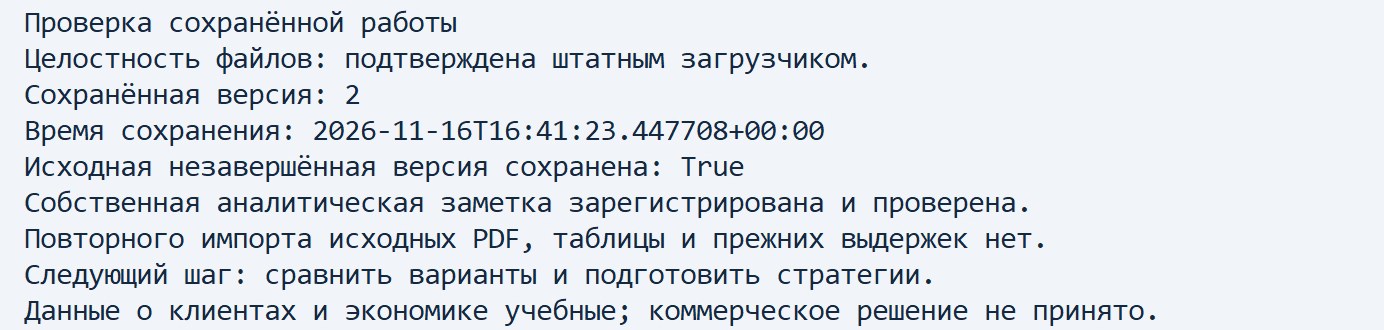 Проверка сохранённой работы
Целостность файлов: подтверждена штатным загрузчиком.
Сохранённая версия: 2
Время сохранения: 2026-11-16T16:41:23.447708+00:00
Исходная незавершённая версия сохранена: True
Собственная аналитическая заметка зарегистрирована и проверена.
Повторного импорта исходных PDF, таблицы и прежних выдержек нет.
Следующий шаг: сравнить варианты и подготовить стратегии.
Данные о клиентах и экономике учебные; коммерческое решение не принято.